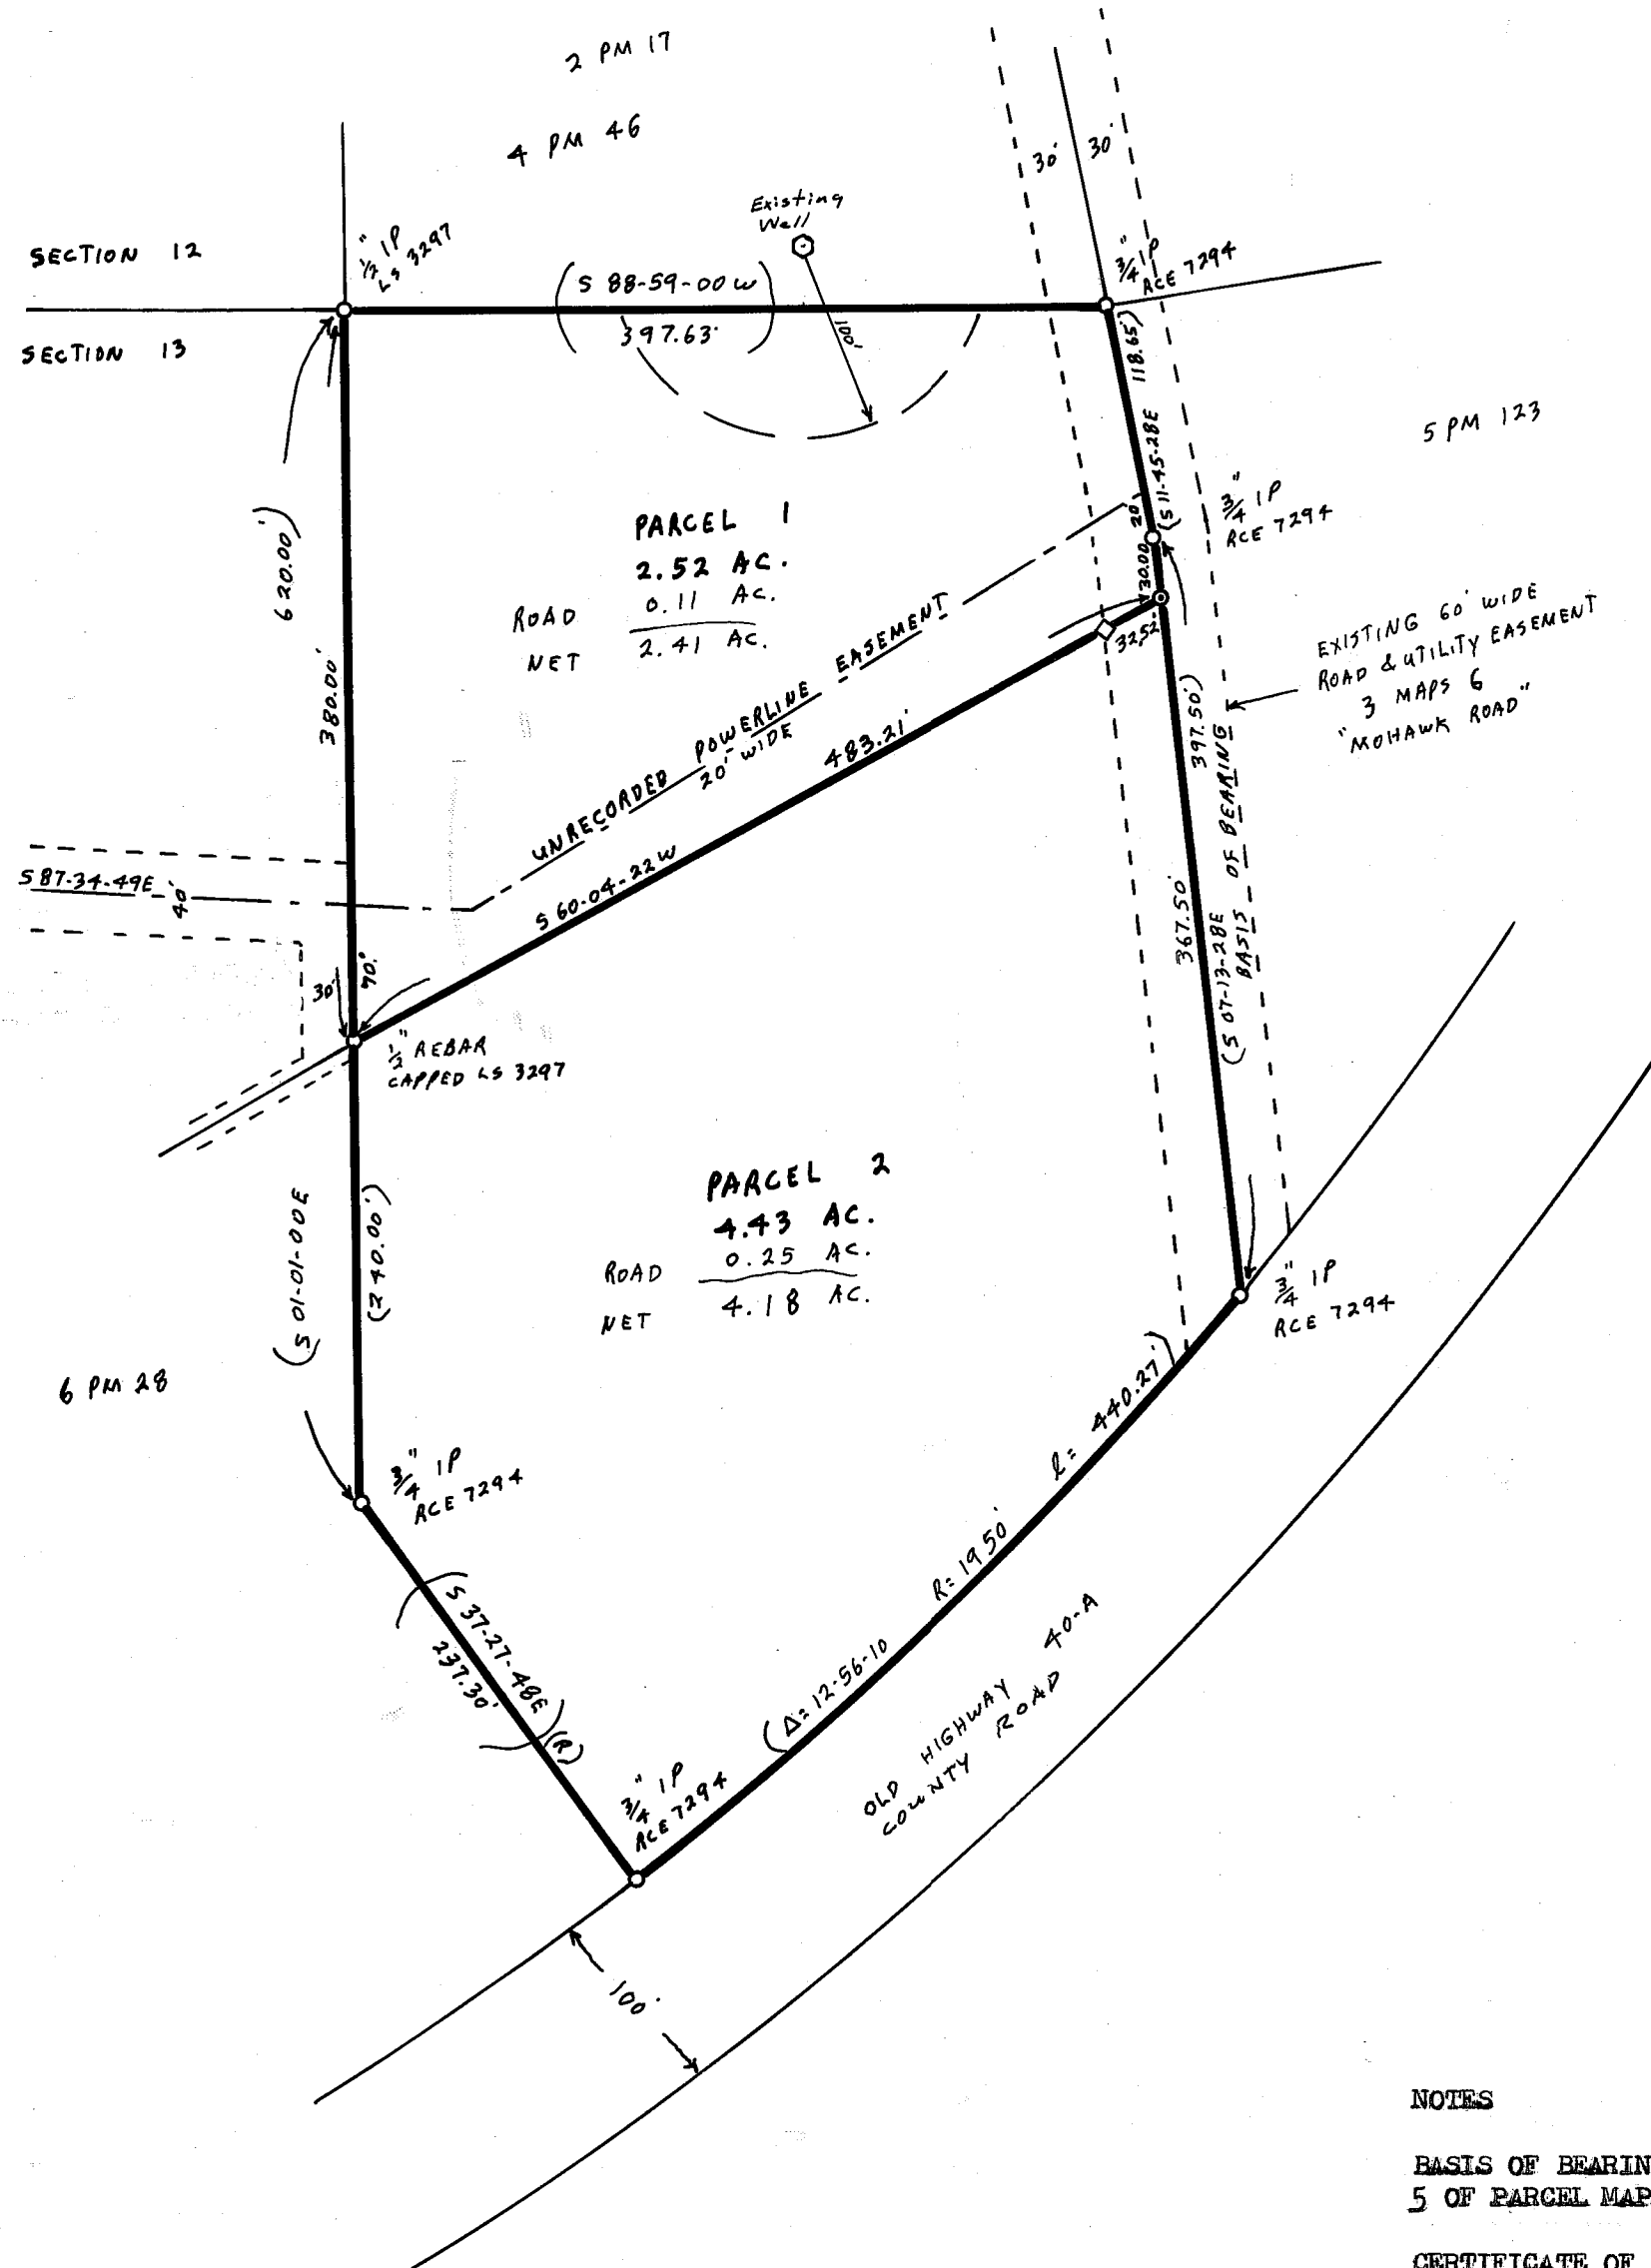 2 PM 17
4 PM 46
30' 30'
Existing
Well
SECTION 12
1/2" IP
LS 3297
(S 88-59-00 W)
397.63'
100'
3/4" IP
RCE 7294
SECTION 13
(S 11-45-28E 118.65')
5 PM 123
620.00')
380.00'
PARCEL 1
2.52 AC.
ROAD 0.11 AC.
NET 2.41 AC.
20'
30.00
3/4" IP
RCE 7294
32.52
EXISTING 60' WIDE
ROAD & UTILITY EASEMENT
3 MAPS 6
"MOHAWK ROAD"
UNRECORDED POWERLINE EASEMENT
20' WIDE
483.21'
S 60-04-22 W
397.50')
367.50'
(S 07-13-28E
BASIS OF BEARING
S 87-34-49E
40'
30'
70'
1/2" REBAR
CAPPED LS 3297
(S 01-01-00E
(240.00')
PARCEL 2
4.43 AC.
ROAD 0.25 AC.
NET 4.18 AC.
3/4" IP
RCE 7294
6 PM 28
3/4" IP
RCE 7294
(S 37-27-48E)
237.30'
(R)
3/4" IP
RCE 7294
(Δ=12-56-10 R=1950' l= 440.27')
OLD HIGHWAY 40-A
COUNTY ROAD
100'
NOTES
BASIS OF BEARIN
5 OF PARCEL MAP
CERTIFICATE OF